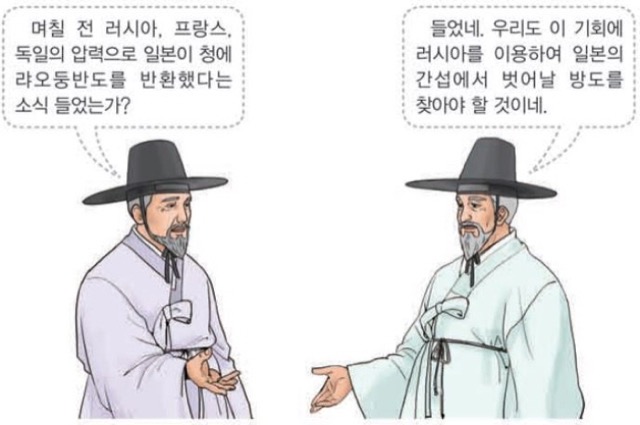 며칠 전 러시아, 프랑스,
독일의 압력으로 일본이 청에
랴오둥반도를 반환했다는
소식 들었는가?
들었네. 우리도 이 기회에
러시아를 이용하여 일본의
간섭에서 벗어날 방도를
찾아야 할 것이네.